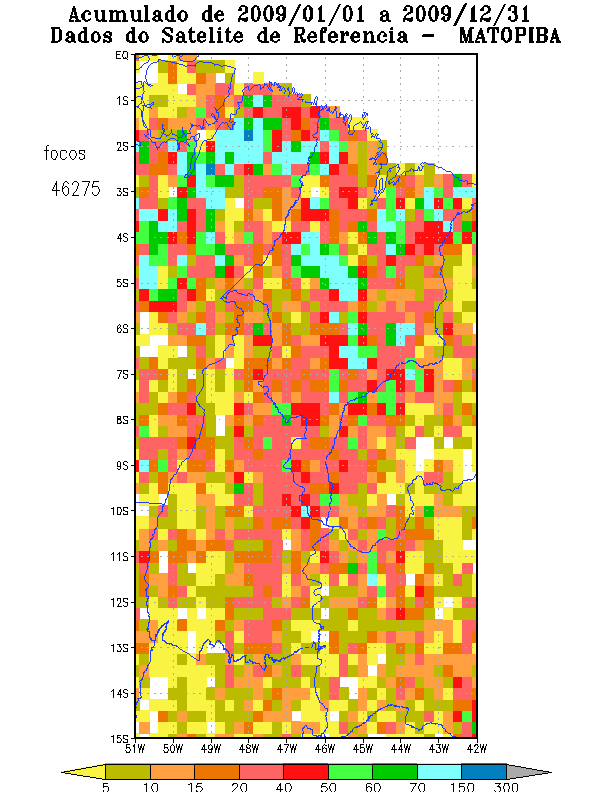 Acumulado de 2009/01/01 a 2009/12/31
Dados do Satelite de Referencia - MATOPIBA
focos
46275
EQ
1S
2S
3S
4S
5S
6S
7S
8S
9S
10S
11S
12S
13S
14S
15S
51W 50W 49W 48W 47W 46W 45W 44W 43W 42W
5 10 15 20 40 50 60 70 150 300